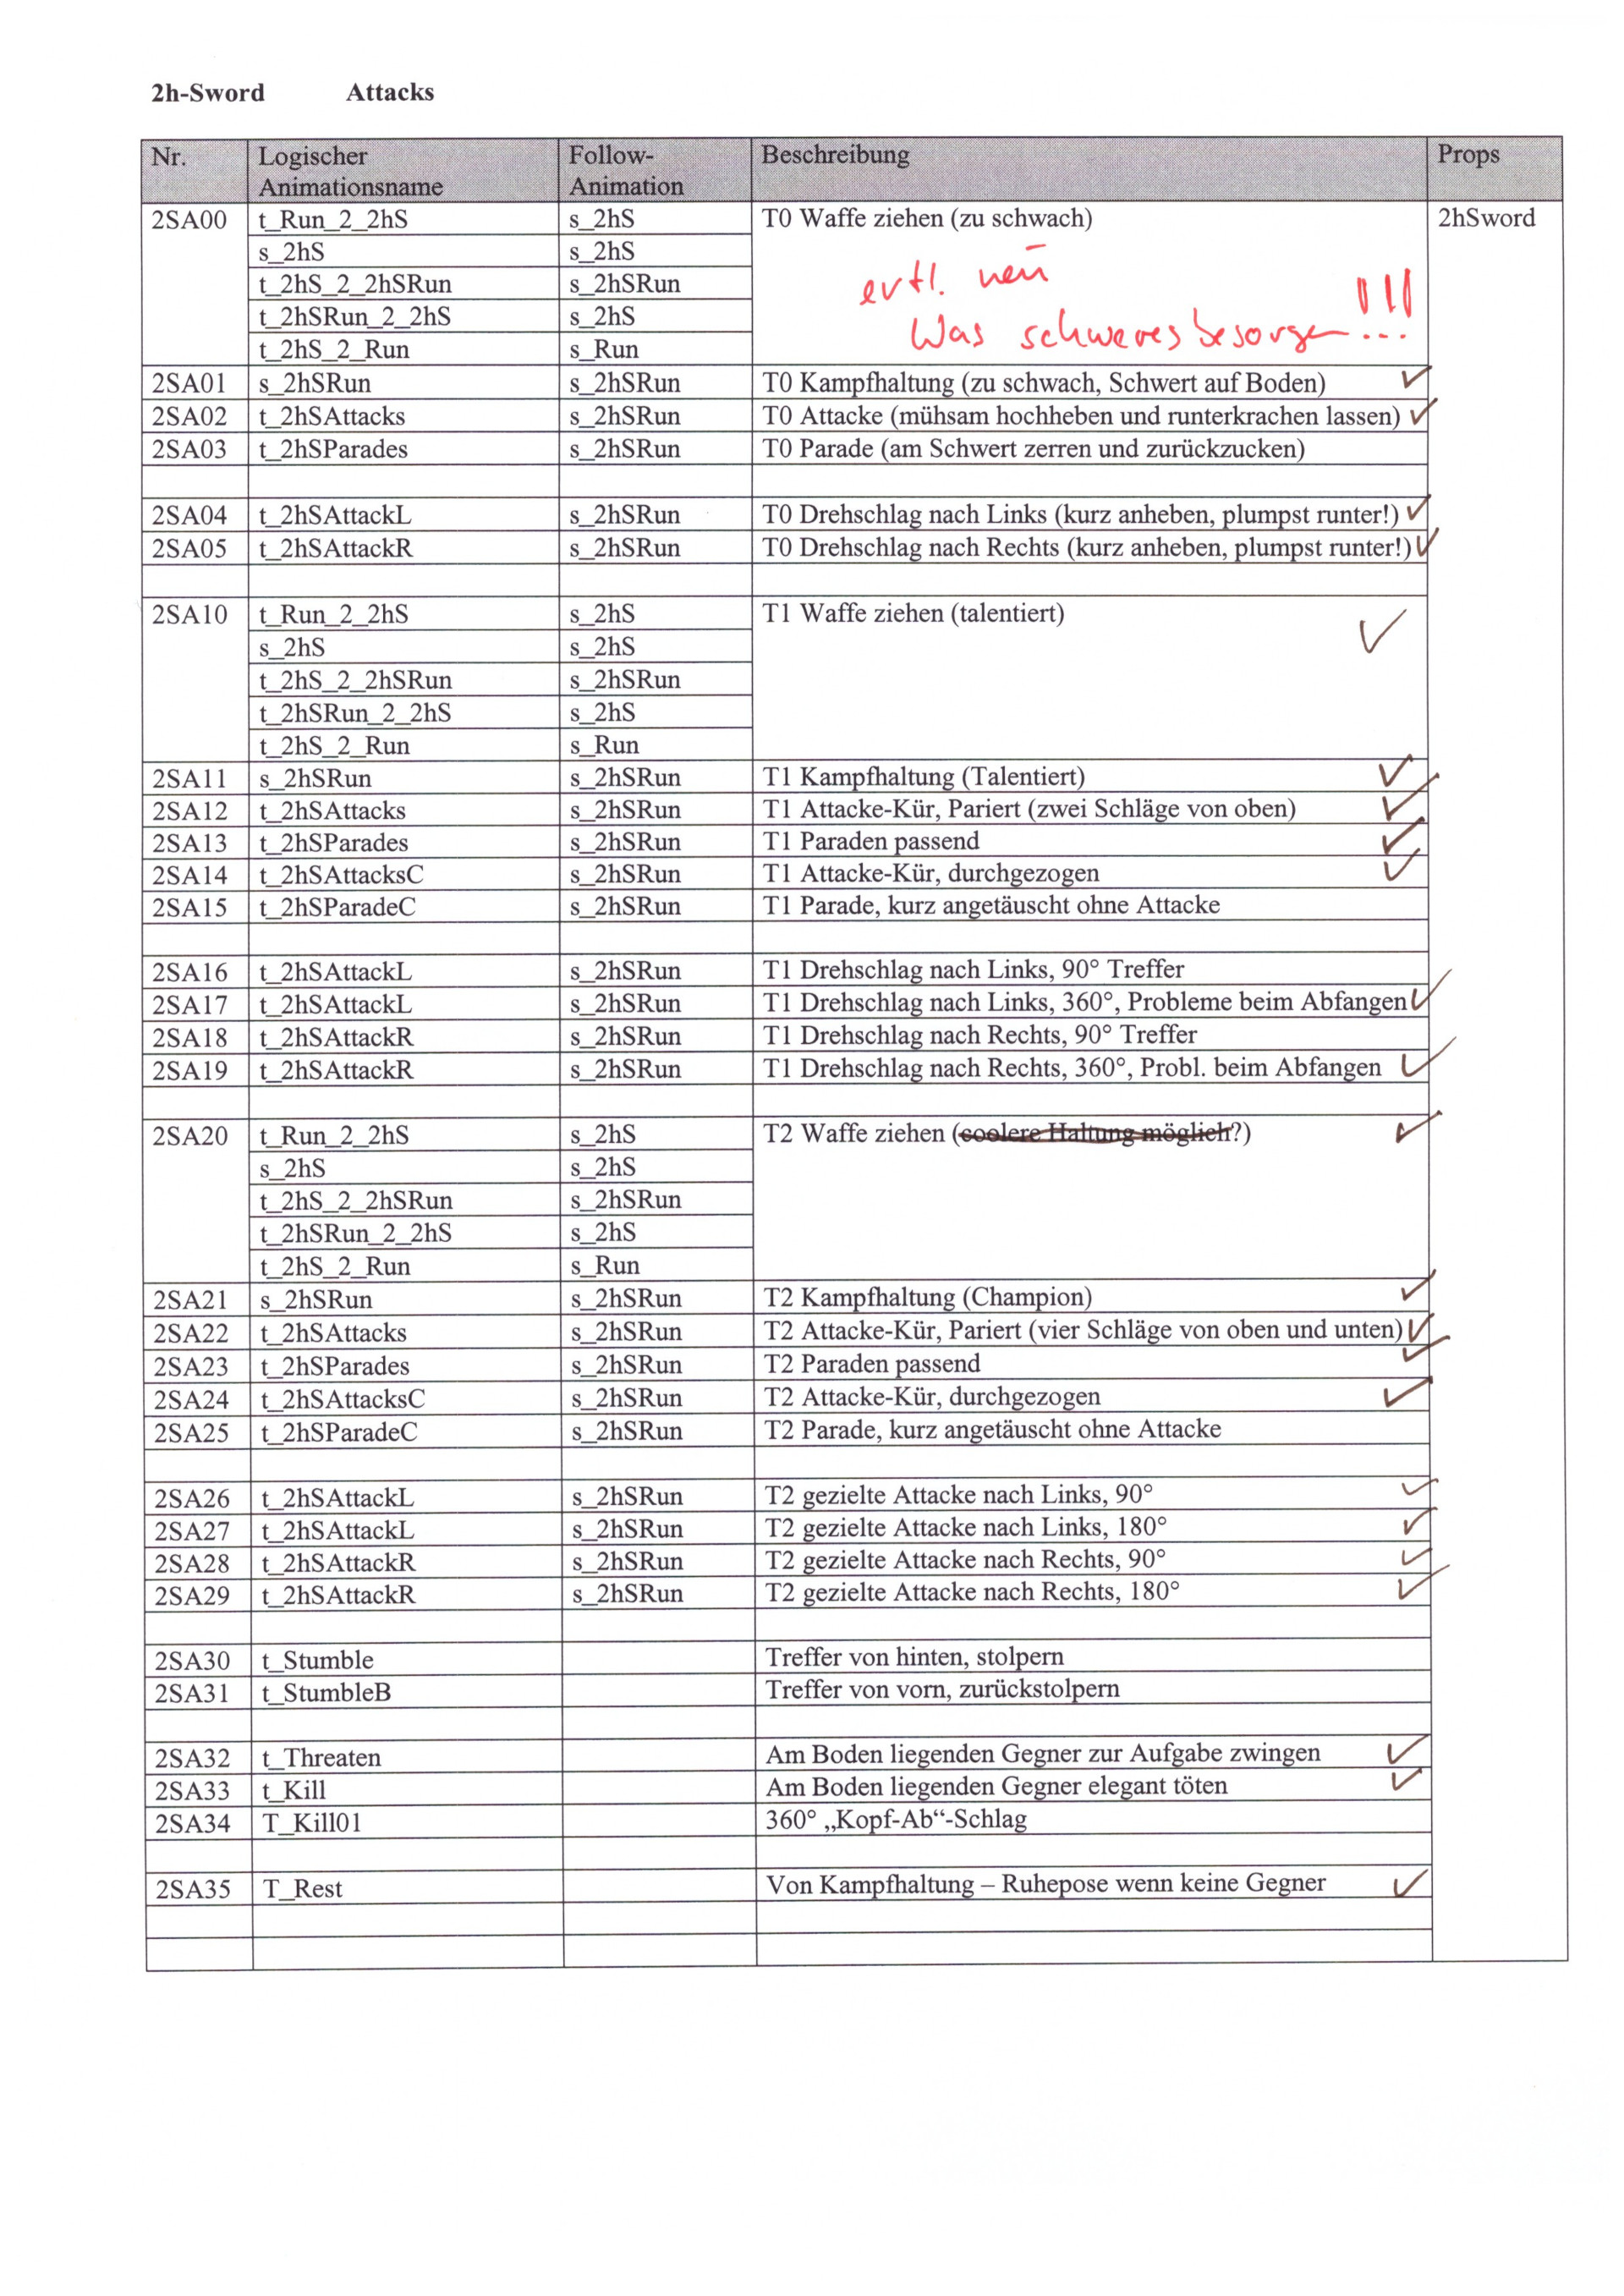 2h-Sword Attacks
Nr. Logischer Animationsname Follow-Animation Beschreibung Props
2SA00 t_Run_2_2hS s_2hS T0 Waffe ziehen (zu schwach) 2hSword
s_2hS s_2hS
t_2hS_2_2hSRun s_2hSRun
t_2hSRun_2_2hS s_2hS
t_2hS_2_Run s_Run
neu !!!
Was schweres besorgen...
2SA01 s_2hSRun s_2hSRun T0 Kampfhaltung (zu schwach, Schwert auf Boden) ✓
2SA02 t_2hSAttacks s_2hSRun T0 Attacke (mühsam hochheben und runterkrachen lassen) ✓
2SA03 t_2hSParades s_2hSRun T0 Parade (am Schwert zerren und zurückzucken)
2SA04 t_2hSAttackL s_2hSRun T0 Drehschlag nach Links (kurz anheben, plumpst runter!) ✓
2SA05 t_2hSAttackR s_2hSRun T0 Drehschlag nach Rechts (kurz anheben, plumpst runter!) ✓
2SA10 t_Run_2_2hS s_2hS T1 Waffe ziehen (talentiert) ✓
s_2hS s_2hS
t_2hS_2_2hSRun s_2hSRun
t_2hSRun_2_2hS s_2hS
t_2hS_2_Run s_Run
2SA11 s_2hSRun s_2hSRun T1 Kampfhaltung (Talentiert) ✓
2SA12 t_2hSAttacks s_2hSRun T1 Attacke-Kür, Pariert (zwei Schläge von oben) ✓
2SA13 t_2hSParades s_2hSRun T1 Paraden passend ✓
2SA14 t_2hSAttacksC s_2hSRun T1 Attacke-Kür, durchgezogen ✓
2SA15 t_2hSParadeC s_2hSRun T1 Parade, kurz angetäuscht ohne Attacke
2SA16 t_2hSAttackL s_2hSRun T1 Drehschlag nach Links, 90° Treffer
2SA17 t_2hSAttackL s_2hSRun T1 Drehschlag nach Links, 360°, Probleme beim Abfangen ✓
2SA18 t_2hSAttackR s_2hSRun T1 Drehschlag nach Rechts, 90° Treffer
2SA19 t_2hSAttackR s_2hSRun T1 Drehschlag nach Rechts, 360°, Probl. beim Abfangen ✓
2SA20 t_Run_2_2hS s_2hS T2 Waffe ziehen (coolere Haltung möglich?) ✓
s_2hS s_2hS
t_2hS_2_2hSRun s_2hSRun
t_2hSRun_2_2hS s_2hS
t_2hS_2_Run s_Run
2SA21 s_2hSRun s_2hSRun T2 Kampfhaltung (Champion) ✓
2SA22 t_2hSAttacks s_2hSRun T2 Attacke-Kür, Pariert (vier Schläge von oben und unten) ✓
2SA23 t_2hSParades s_2hSRun T2 Paraden passend ✓
2SA24 t_2hSAttacksC s_2hSRun T2 Attacke-Kür, durchgezogen ✓
2SA25 t_2hSParadeC s_2hSRun T2 Parade, kurz angetäuscht ohne Attacke
2SA26 t_2hSAttackL s_2hSRun T2 gezielte Attacke nach Links, 90° ✓
2SA27 t_2hSAttackL s_2hSRun T2 gezielte Attacke nach Links, 180° ✓
2SA28 t_2hSAttackR s_2hSRun T2 gezielte Attacke nach Rechts, 90° ✓
2SA29 t_2hSAttackR s_2hSRun T2 gezielte Attacke nach Rechts, 180° ✓
2SA30 t_Stumble Treffer von hinten, stolpern
2SA31 t_StumbleB Treffer von vorn, zurückstolpern
2SA32 t_Threaten Am Boden liegenden Gegner zur Aufgabe zwingen ✓
2SA33 t_Kill Am Boden liegenden Gegner elegant töten ✓
2SA34 T_Kill01 360° „Kopf-Ab“-Schlag
2SA35 T_Rest Von Kampfhaltung – Ruhepose wenn keine Gegner ✓